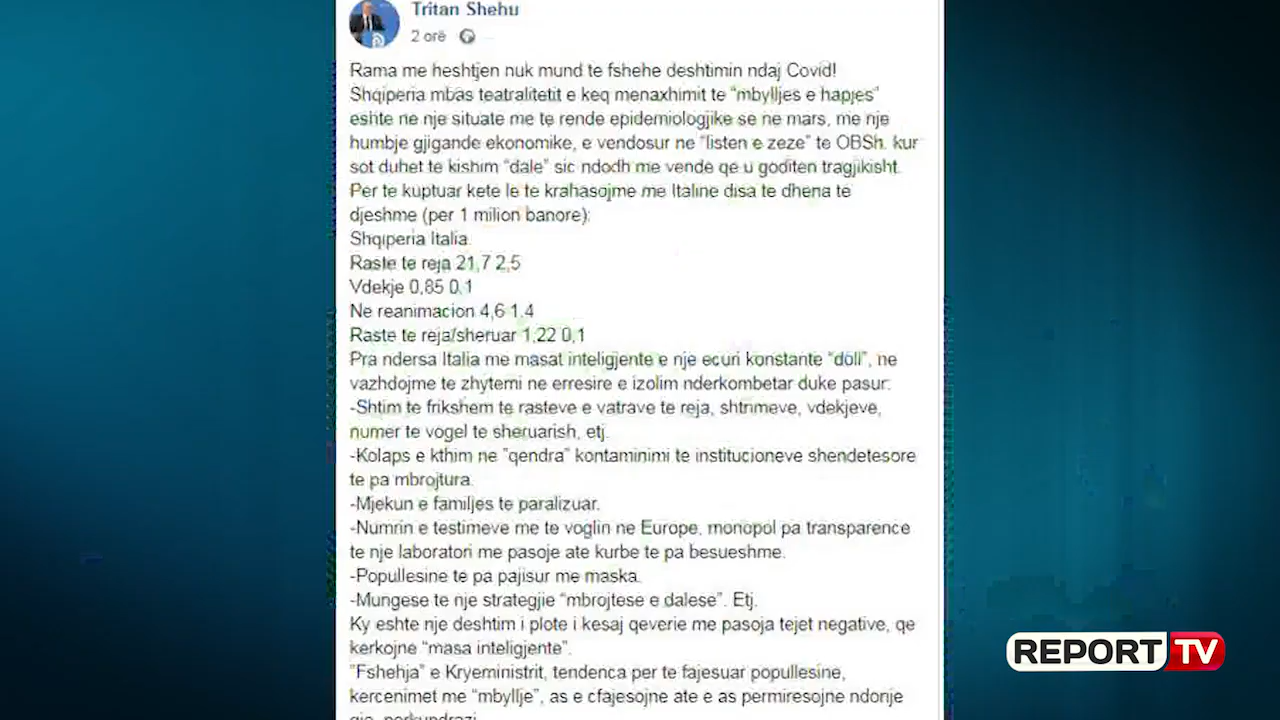 Tritan Shehu
2 orë
Rama me heshtjen nuk mund te fshehe deshtimin ndaj Covid!
Shqiperia mbas teatralitetit e keq menaxhimit te "mbylljes e hapjes"
eshte ne nje situate me te rende epidemiologjike se ne mars, me nje
humbje gjigande ekonomike, e vendosur ne "listen e zeze" te OBSh. kur
sot duhet te kishim "dale" sic ndodh me vende qe u goditen tragjikisht.
Per te kuptuar kete le te krahasojme me Italine disa te dhena te
djeshme (per 1 milion banore):
Shqiperia Italia.
Raste te reja 21,7 2,5
Vdekje 0,85 0,1
Ne reanimacion 4,6 1.4
Raste te reja/sheruar 1,22 0,1
Pra ndersa Italia me masat inteligjente e nje ecuri konstante "doli", ne
vazhdojme te zhytemi ne erresire e izolim nderkombetar duke pasur:
-Shtim te frikshem te rasteve e vatrave te reja, shtrimeve, vdekjeve,
numer te vogel te sheruarish, etj.
-Kolaps e kthim ne "qendra" kontaminimi te institucioneve shendetesore
te pa mbrojtura.
-Mjekun e familjes te paralizuar.
-Numrin e testimeve me te voglin ne Europe, monopol pa transparence
te nje laboratori me pasoje ate kurbe te pa besueshme.
-Popullesine te pa pajisur me maska.
-Mungese te nje strategjie "mbrojtese e dalese". Etj.
Ky eshte nje deshtim i plote i kesaj qeverie me pasoja tejet negative, qe
kerkojne "masa inteligjente".
"Fshehja" e Kryeministrit, tendenca per te fajesuar popullesine,
kercenimet me "mbyllje", as e cfajesojne ate e as permiresojne ndonje
REPORT TV